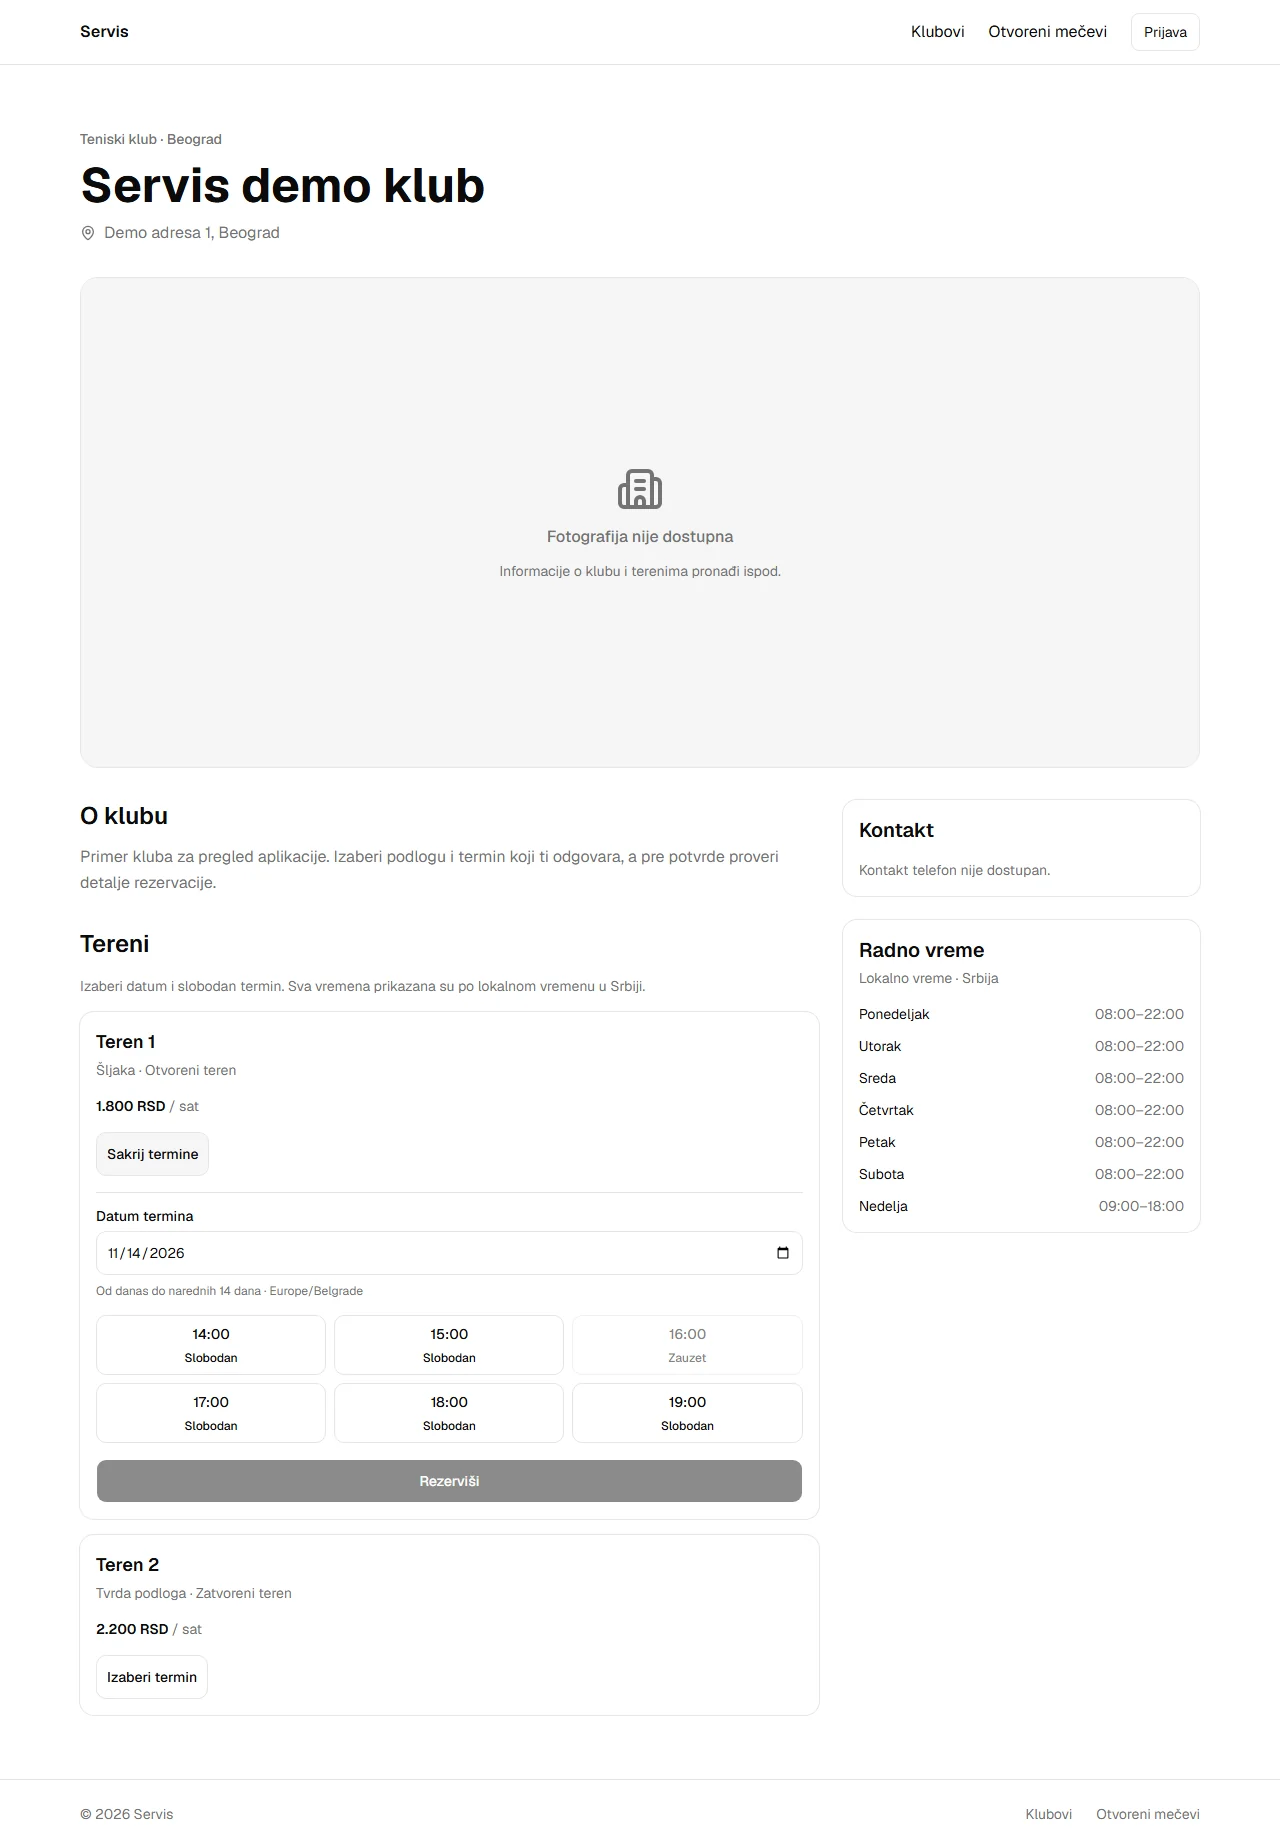 Servis
Klubovi
Otvoreni mečevi
Prijava
Teniski klub · Beograd
Servis demo klub
Demo adresa 1, Beograd
Fotografija nije dostupna
Informacije o klubu i terenima pronađi ispod.
O klubu
Primer kluba za pregled aplikacije. Izaberi podlogu i termin koji ti odgovara, a pre potvrde proveri
detalje rezervacije.
Tereni
Izaberi datum i slobodan termin. Sva vremena prikazana su po lokalnom vremenu u Srbiji.
Teren 1
Šljaka · Otvoreni teren
1.800 RSD / sat
Sakrij termine
Datum termina
11/14/2026
Od danas do narednih 14 dana · Europe/Belgrade
14:00
Slobodan
15:00
Slobodan
16:00
Zauzet
17:00
Slobodan
18:00
Slobodan
19:00
Slobodan
Rezerviši
Teren 2
Tvrda podloga · Zatvoreni teren
2.200 RSD / sat
Izaberi termin
Kontakt
Kontakt telefon nije dostupan.
Radno vreme
Lokalno vreme · Srbija
Ponedeljak 08:00–22:00
Utorak 08:00–22:00
Sreda 08:00–22:00
Četvrtak 08:00–22:00
Petak 08:00–22:00
Subota 08:00–22:00
Nedelja 09:00–18:00
© 2026 Servis
Klubovi
Otvoreni mečevi